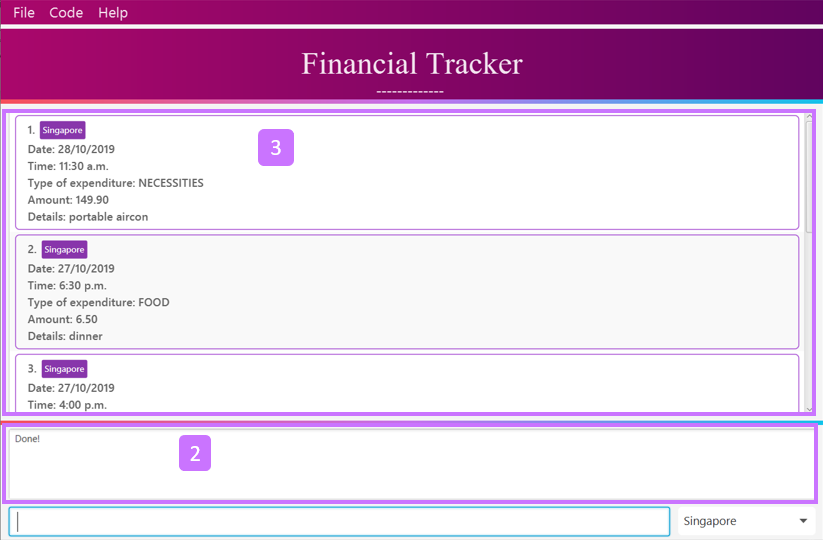 File Code Help
Financial Tracker
-------------
3
1. Singapore
Date: 28/10/2019
Time: 11:30 a.m.
Type of expenditure: NECESSITIES
Amount: 149.90
Details: portable aircon
2. Singapore
Date: 27/10/2019
Time: 6:30 p.m.
Type of expenditure: FOOD
Amount: 6.50
Details: dinner
3. Singapore
Date: 27/10/2019
Time: 4:00 p.m.
Done!
2
Singapore